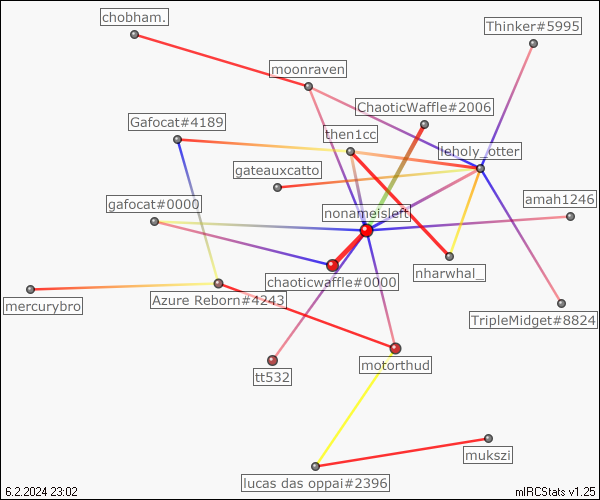 chobham.
Thinker#5995
moonraven
ChaoticWaffle#2006
Gafocat#4189
then1cc
leholy_otter
gateauxcatto
amah1246
gafocat#0000
nonameisleft
nharwhal_
chaoticwaffle#0000
Azure Reborn#4243
mercurybro
TripleMidget#8824
motorthud
tt532
mukszi
lucas das oppai#2396
6.2.2024 23:02
mIRCStats v1.25